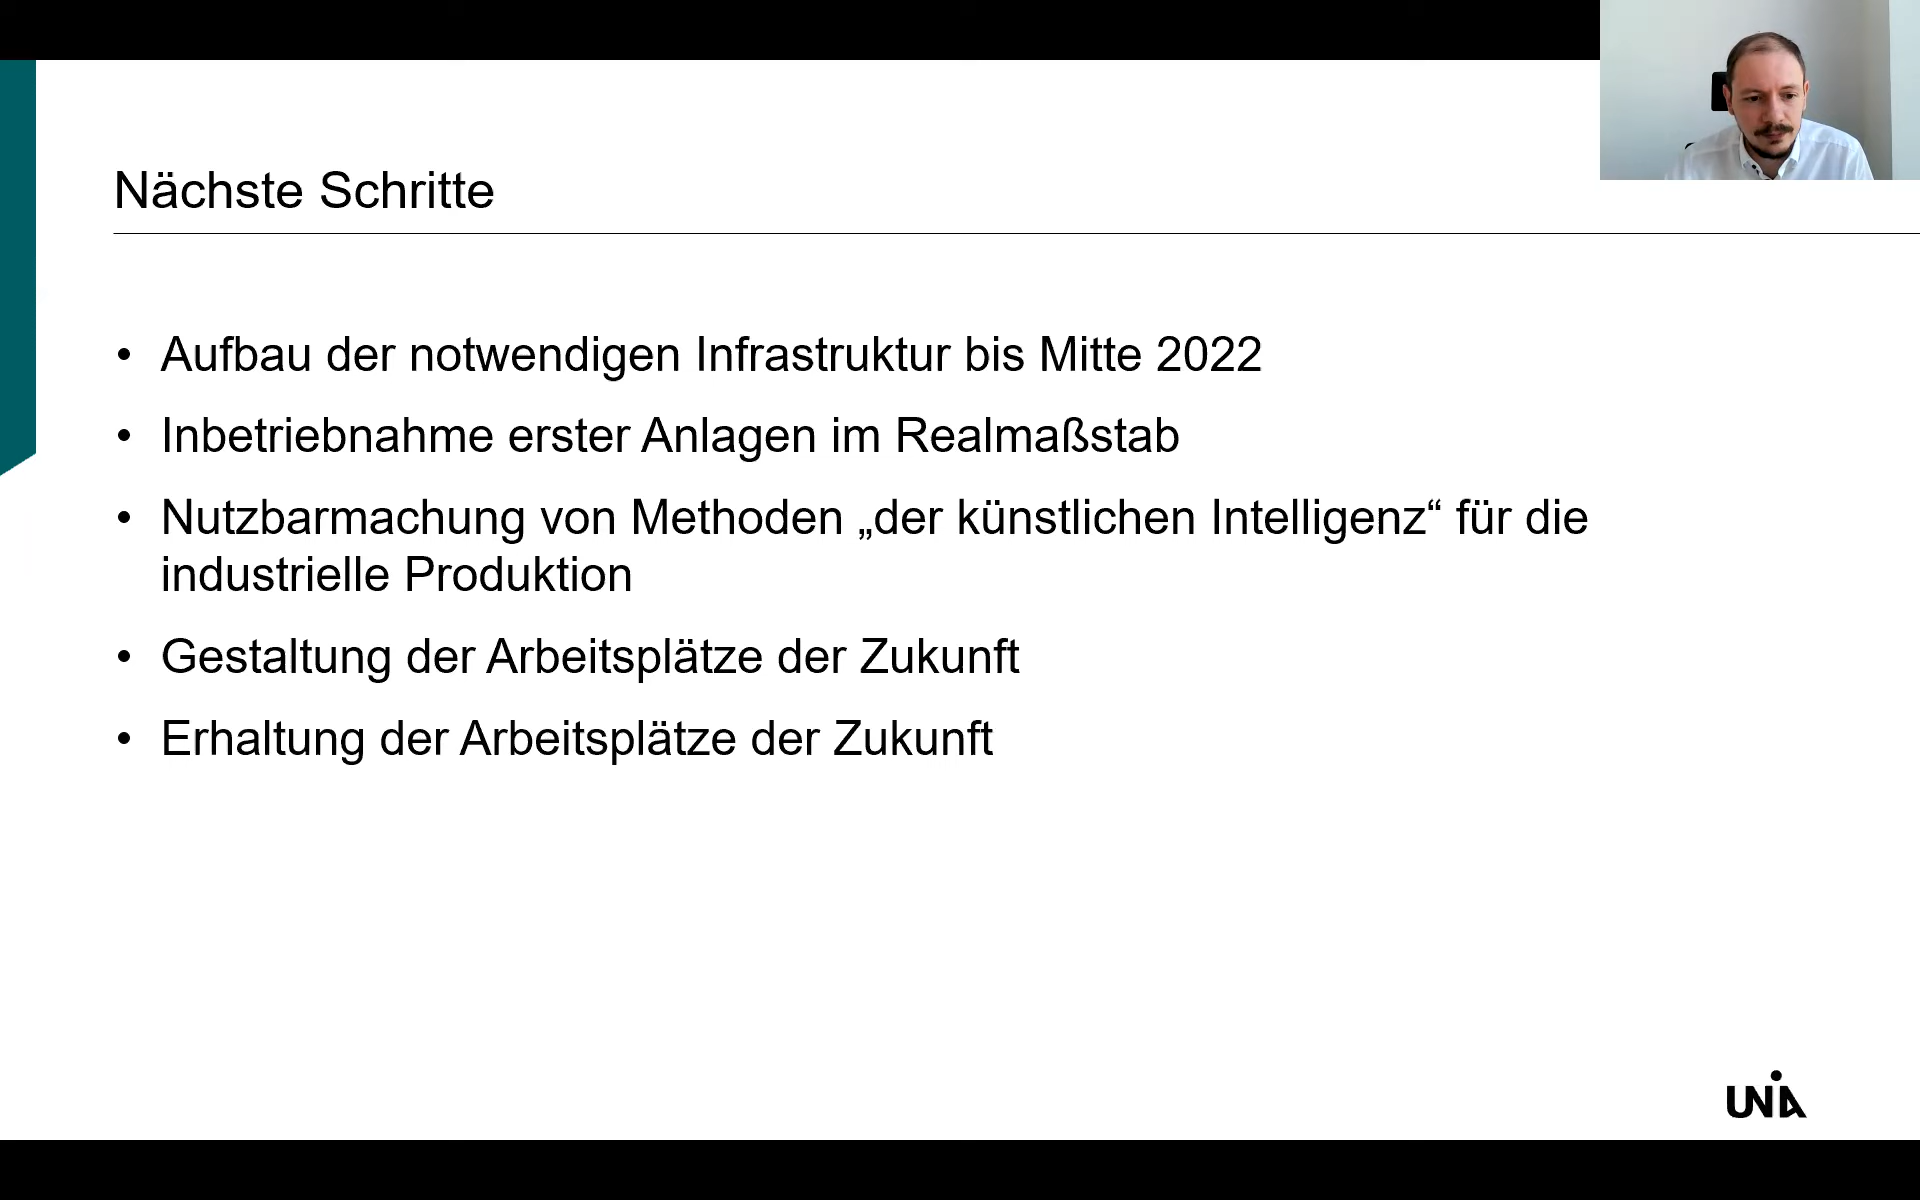 Nächste Schritte
• Aufbau der notwendigen Infrastruktur bis Mitte 2022
• Inbetriebnahme erster Anlagen im Realmaßstab
• Nutzbarmachung von Methoden „der künstlichen Intelligenz“ für die
industrielle Produktion
• Gestaltung der Arbeitsplätze der Zukunft
• Erhaltung der Arbeitsplätze der Zukunft
UNIA